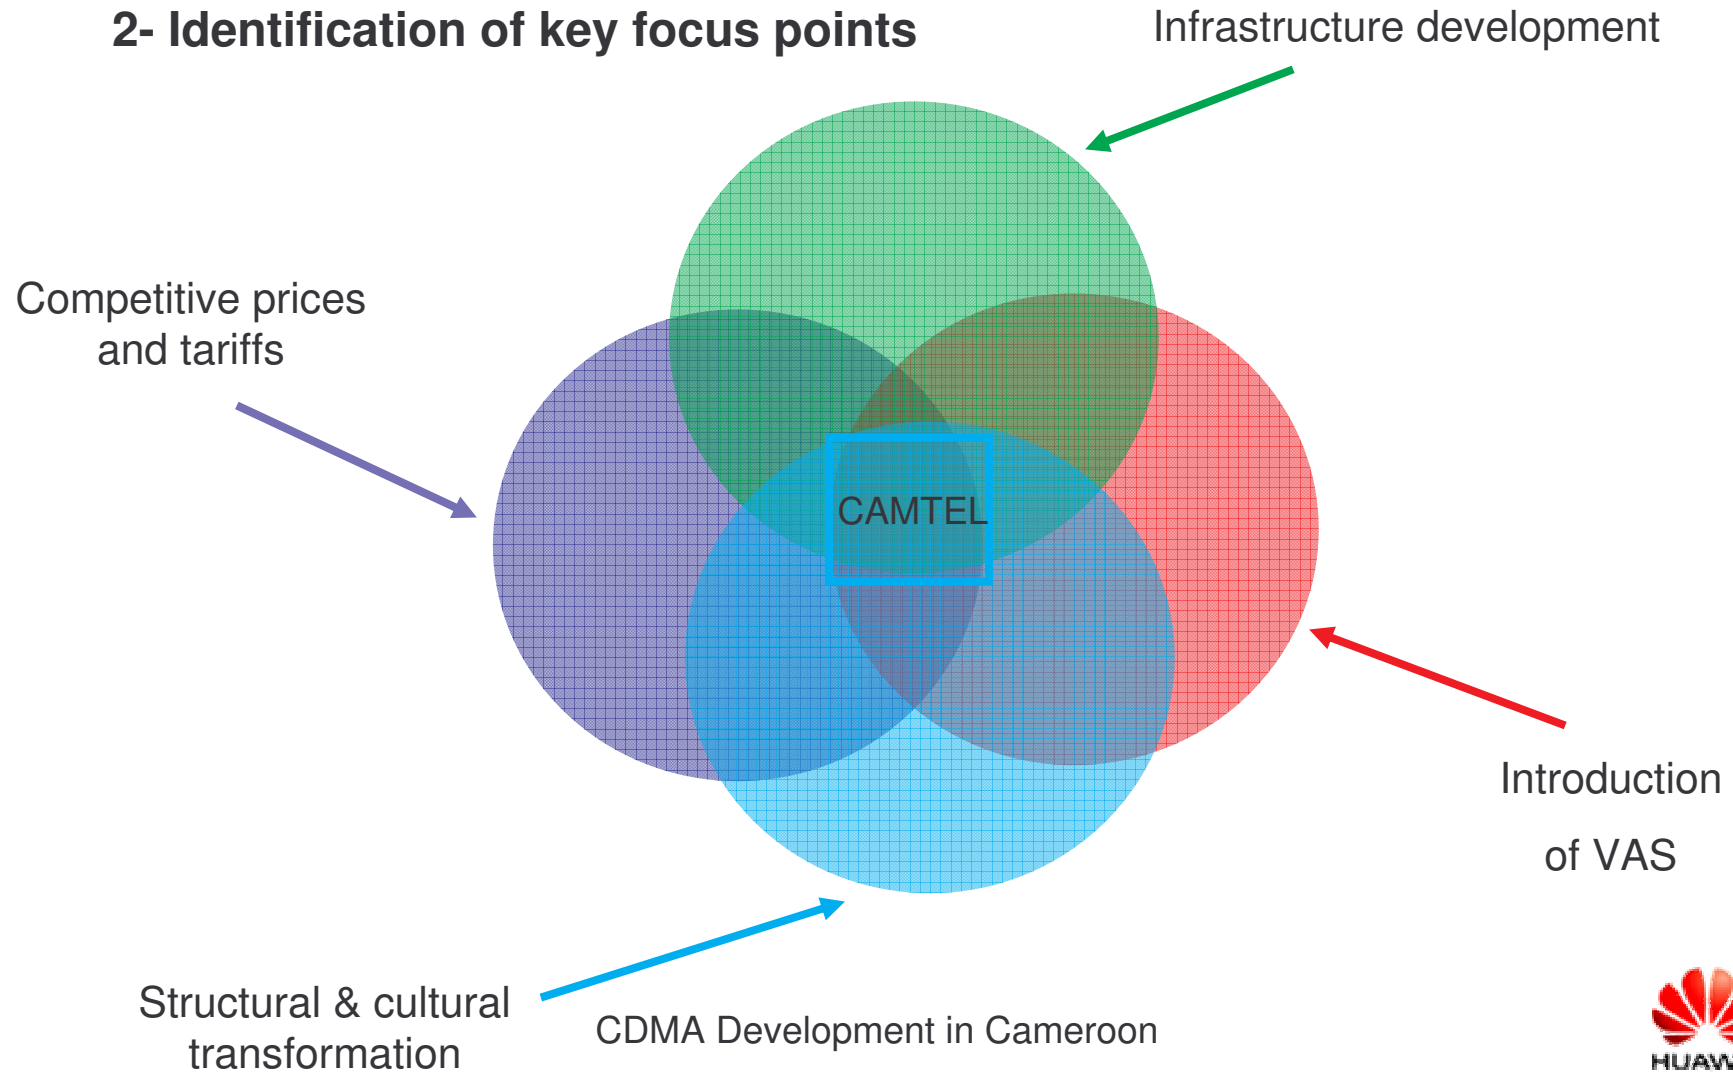 2- Identification of key focus points
Infrastructure development
Competitive prices
and tariffs
CAMTEL
Introduction
of VAS
Structural & cultural
transformation
CDMA Development in Cameroon